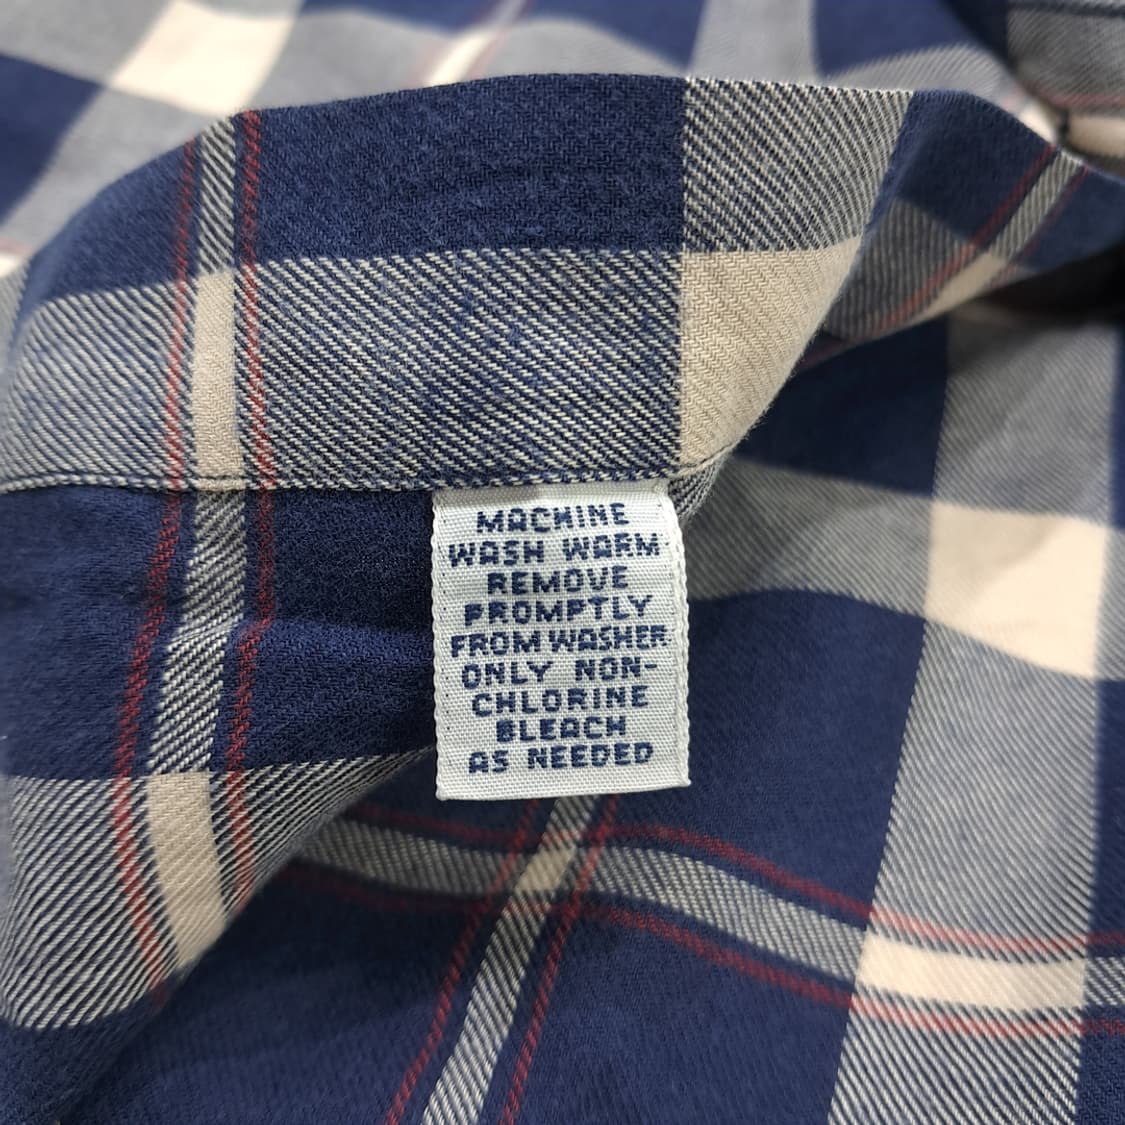 MACHINE
WASH WARM
REMOVE
PROMPTLY
FROM WASHER
ONLY NON-
CHLORINE
BLEACH
AS NEEDED